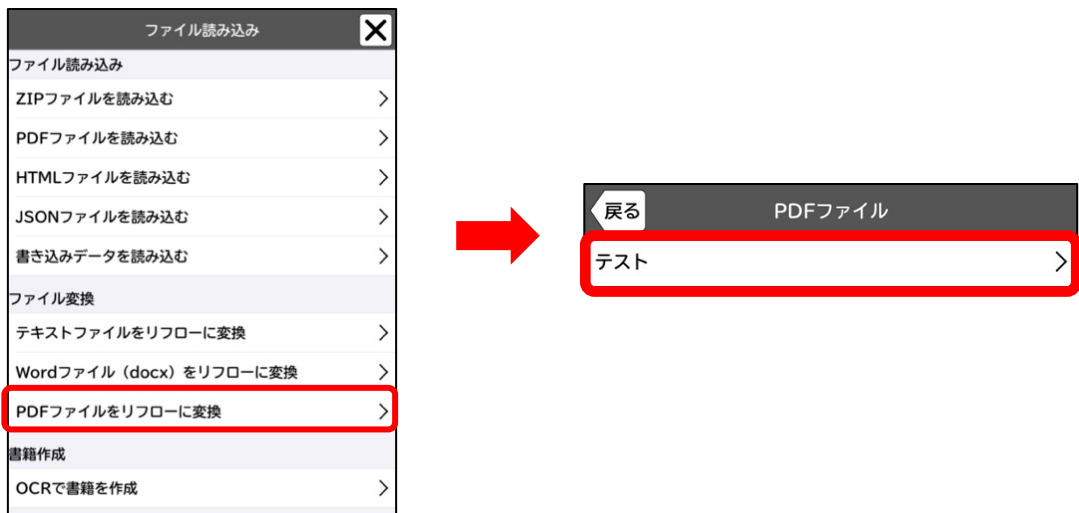 ファイル読み込み
ファイル読み込み
ZIPファイルを読み込む
PDFファイルを読み込む
HTMLファイルを読み込む
JSONファイルを読み込む
書き込みデータを読み込む
ファイル変換
テキストファイルをリフローに変換
Wordファイル（docx）をリフローに変換
PDFファイルをリフローに変換
書籍作成
OCRで書籍を作成
戻る PDFファイル
テスト